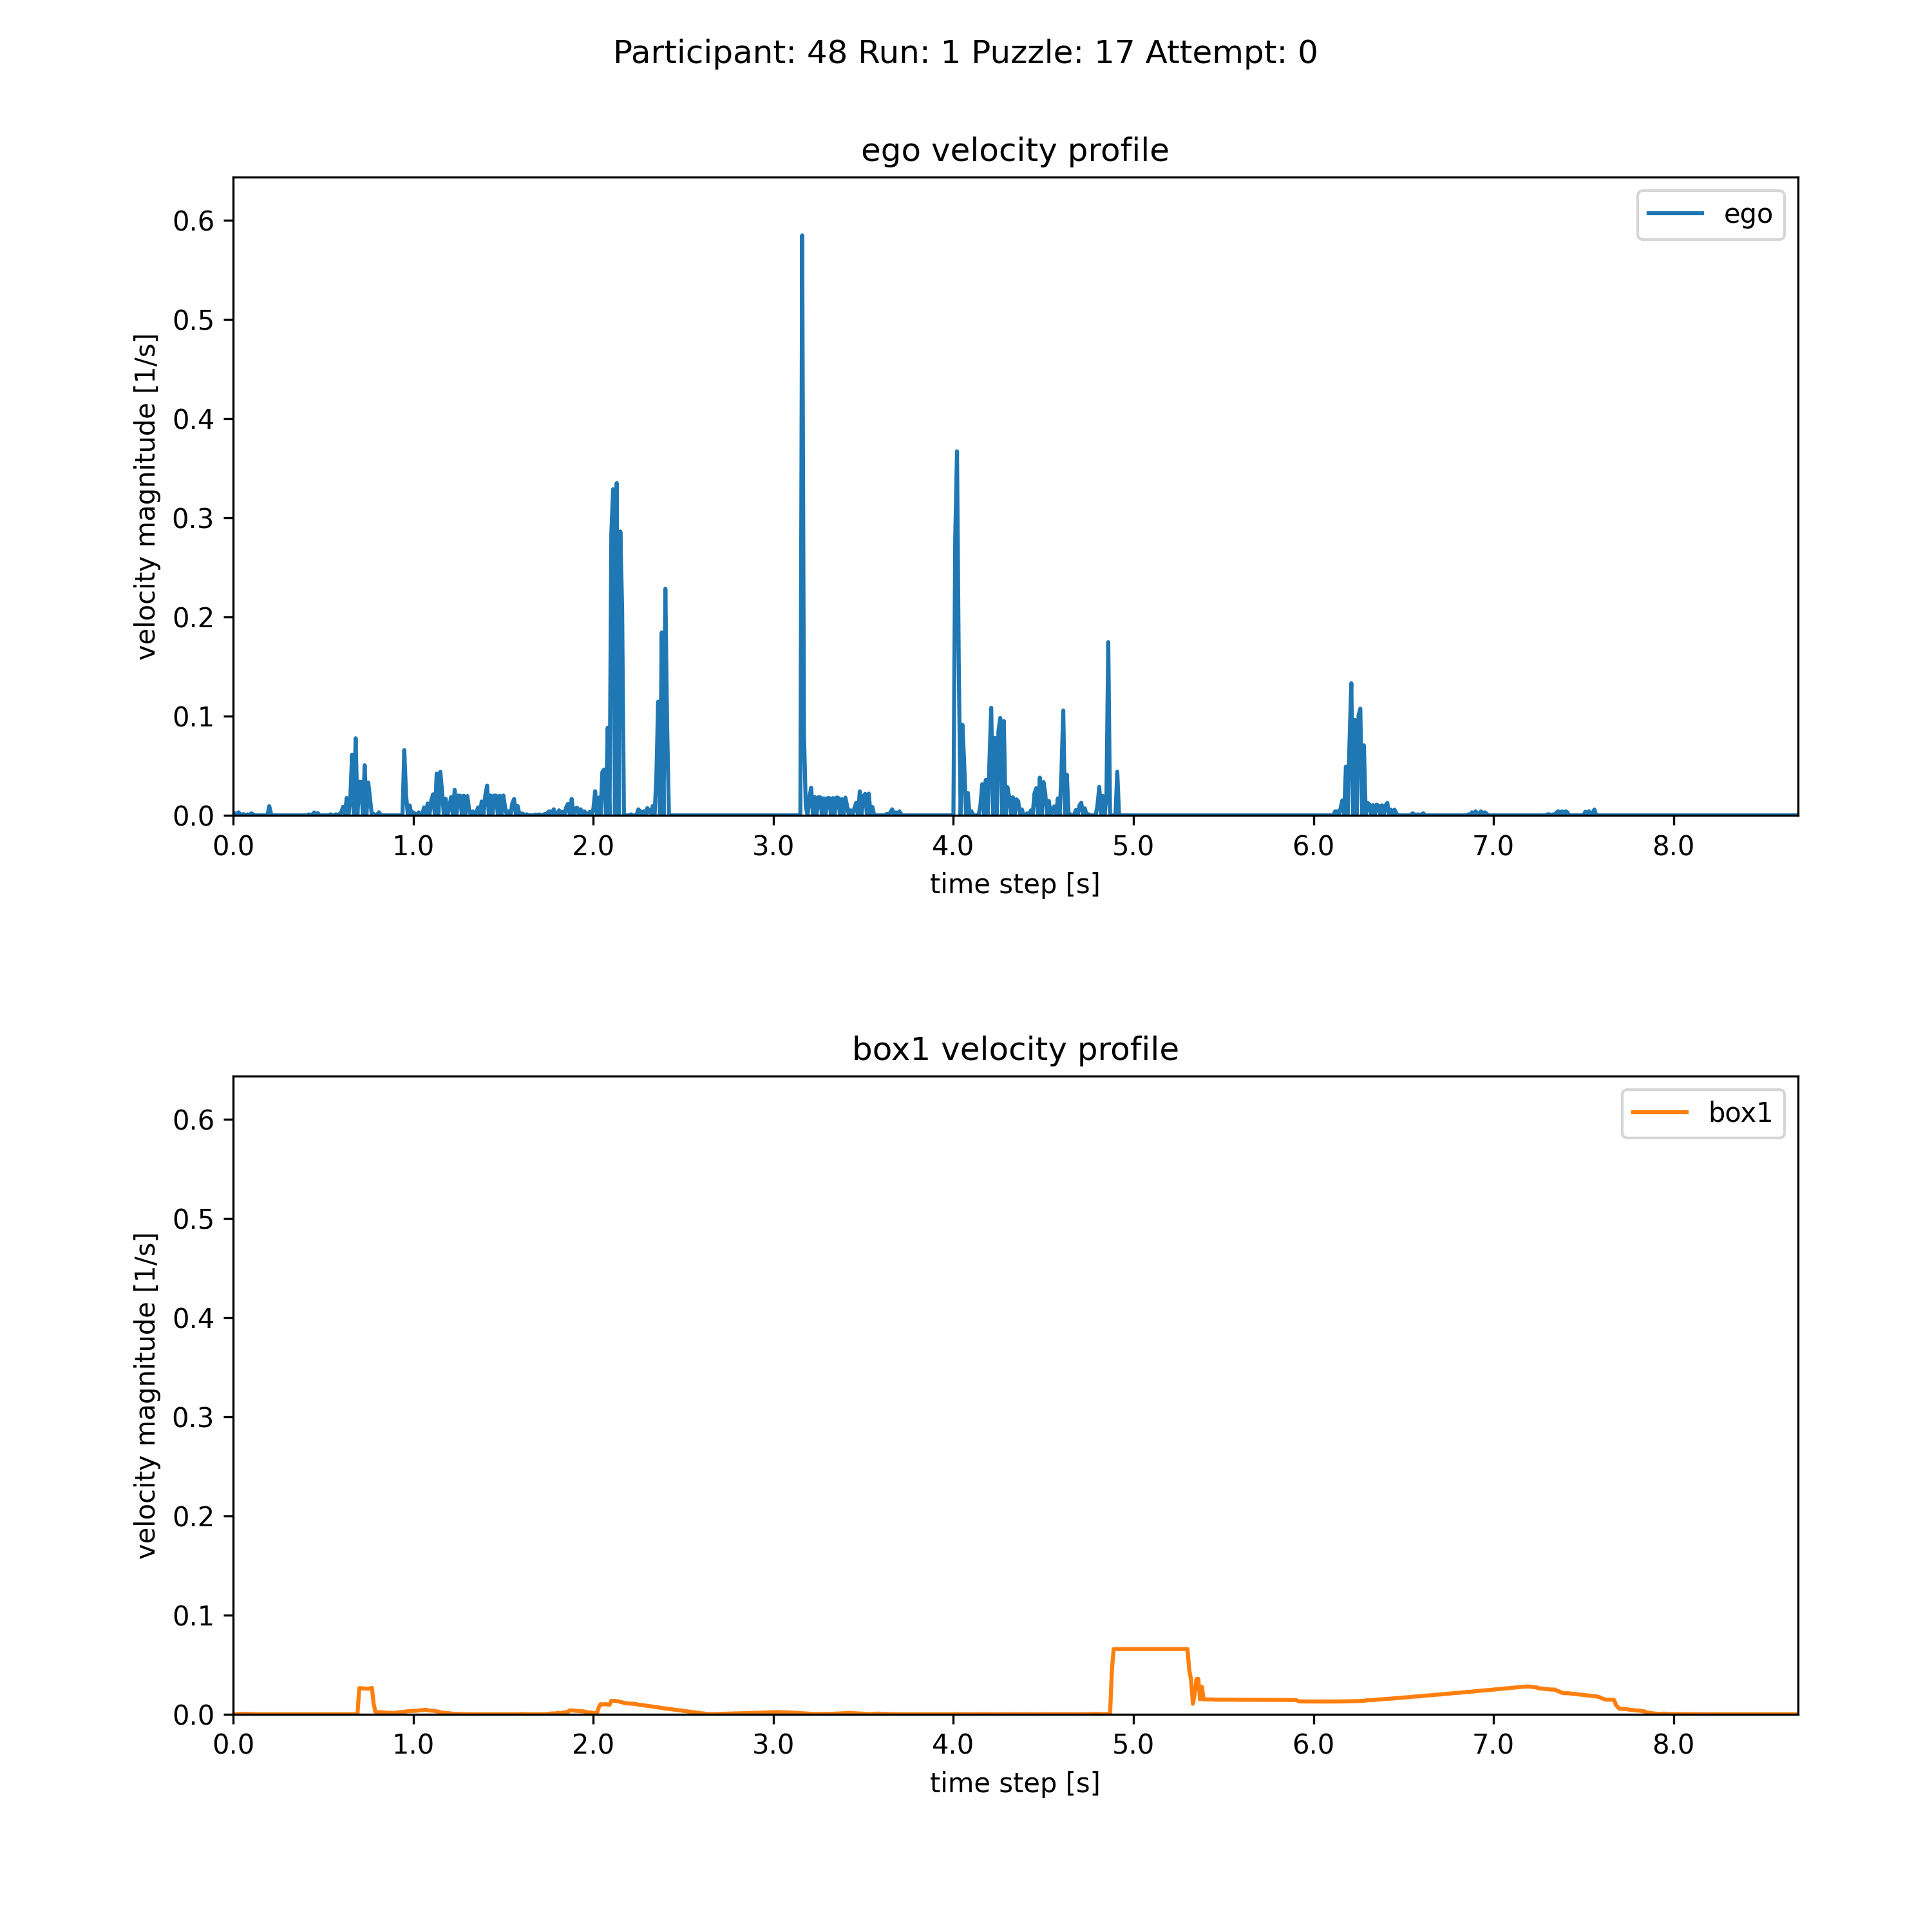 Participant: 48 Run: 1 Puzzle: 17 Attempt: 0
ego velocity profile
ego
velocity magnitude [1/s]
0.6
0.5
0.4
0.3
0.2
0.1
0.0
0.0 1.0 2.0 3.0 4.0 5.0 6.0 7.0 8.0
time step [s]
box1 velocity profile
box1
velocity magnitude [1/s]
0.6
0.5
0.4
0.3
0.2
0.1
0.0
0.0 1.0 2.0 3.0 4.0 5.0 6.0 7.0 8.0
time step [s]